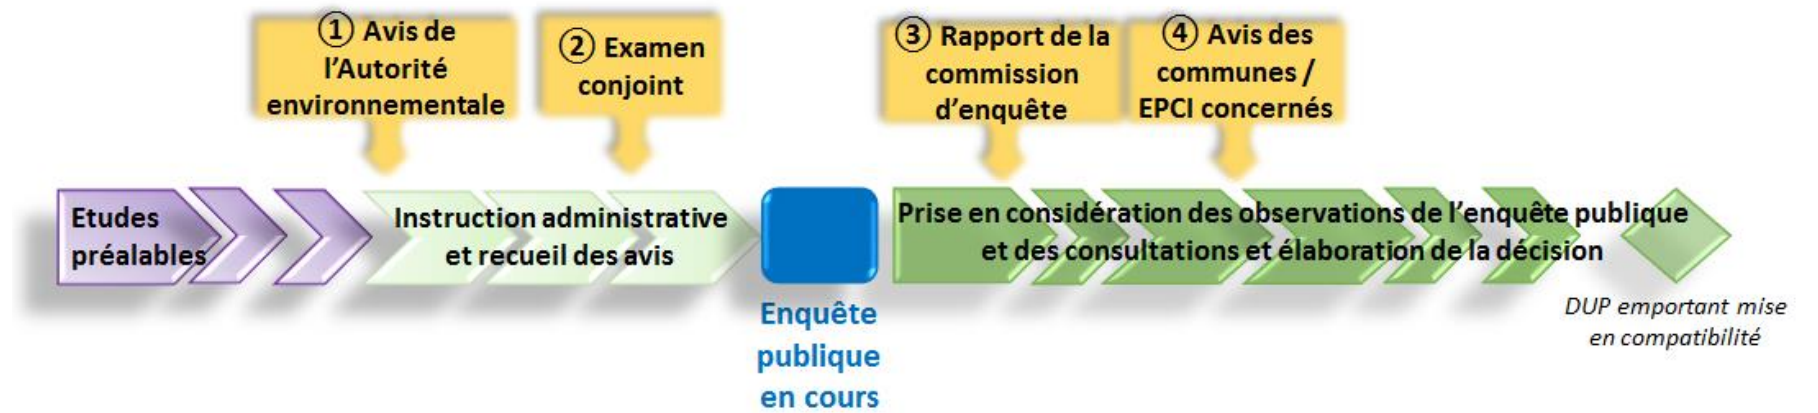 ① Avis de
l'Autorité
environnementale
② Examen
conjoint
③ Rapport de la
commission
d'enquête
④ Avis des
communes /
EPCI concernés
Etudes
préalables
Instruction administrative
et recueil des avis
Enquête
publique
en cours
Prise en considération des observations de l'enquête publique
et des consultations et élaboration de la décision
DUP emportant mise
en compatibilité